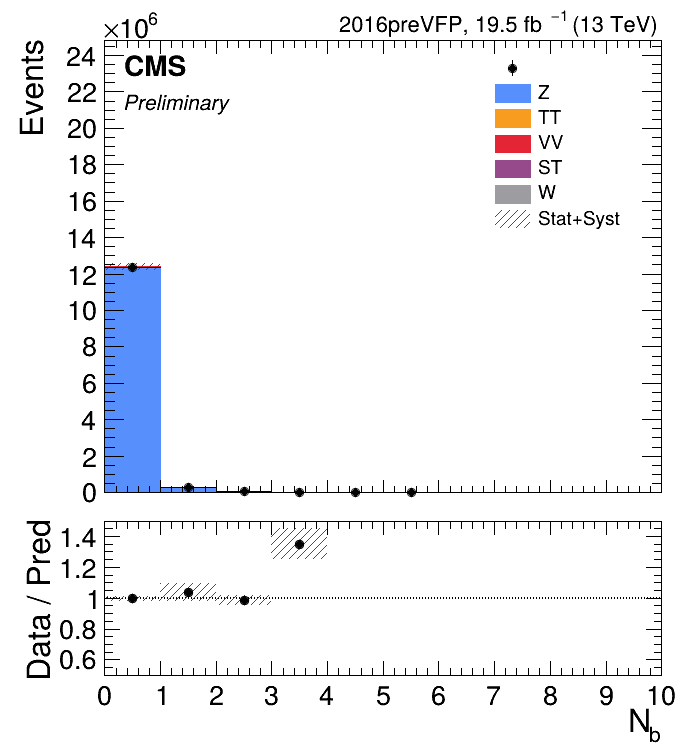 ×10⁶
2016preVFP, 19.5 fb⁻¹ (13 TeV)
Events
CMS
Preliminary
Z
TT
VV
ST
W
Stat+Syst
24
22
20
18
16
14
12
10
8
6
4
2
0
Data / Pred
1.4
1.2
1
0.8
0.6
0 1 2 3 4 5 6 7 8 9 10
N_b